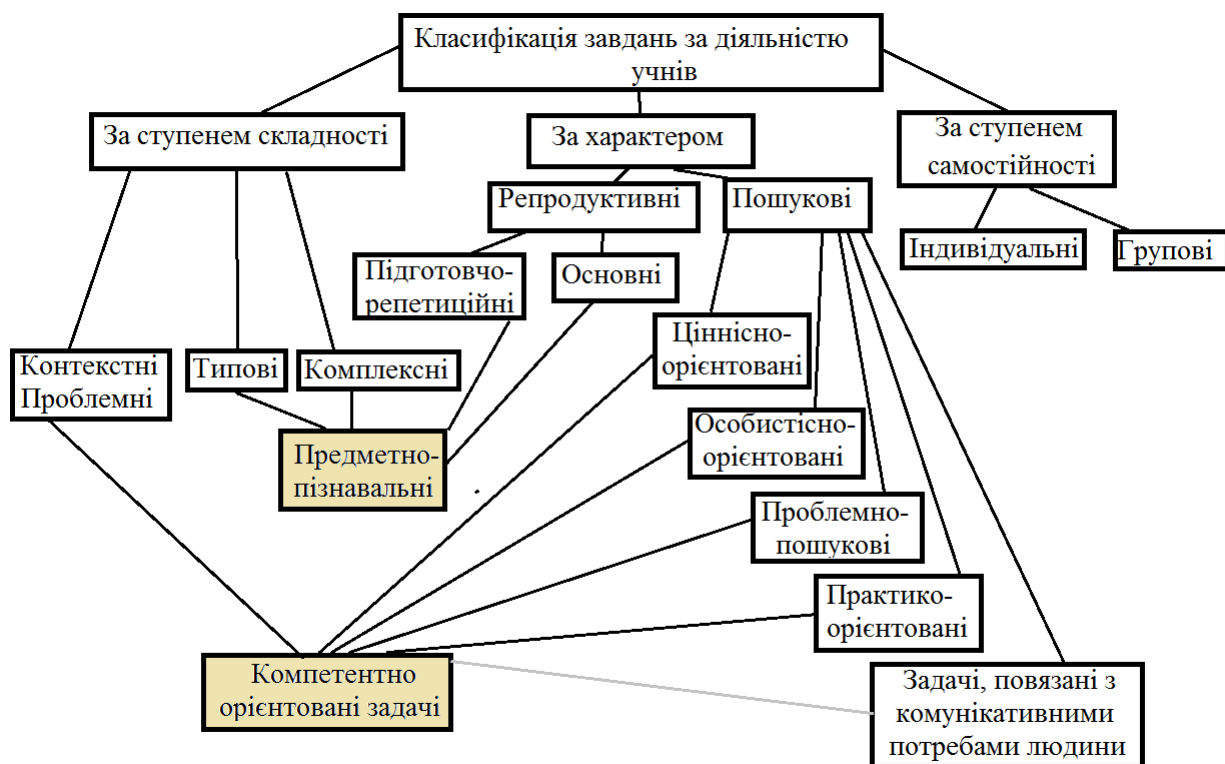 Класифікація завдань за діяльністю
учнів
За ступенем складності
За характером
За ступенем
самостійності
Репродуктивні
Пошукові
Індивідуальні
Групові
Підготовчо-
репетиційні
Основні
Ціннісно-
орієнтовані
Контекстні
Проблемні
Типові
Комплексні
Предметно-
пізнавальні
Особистісно-
орієнтовані
Проблемно-
пошукові
Практико-
орієнтовані
Компетентно
орієнтовані задачі
Задачі, повязані з
комунікативними
потребами людини